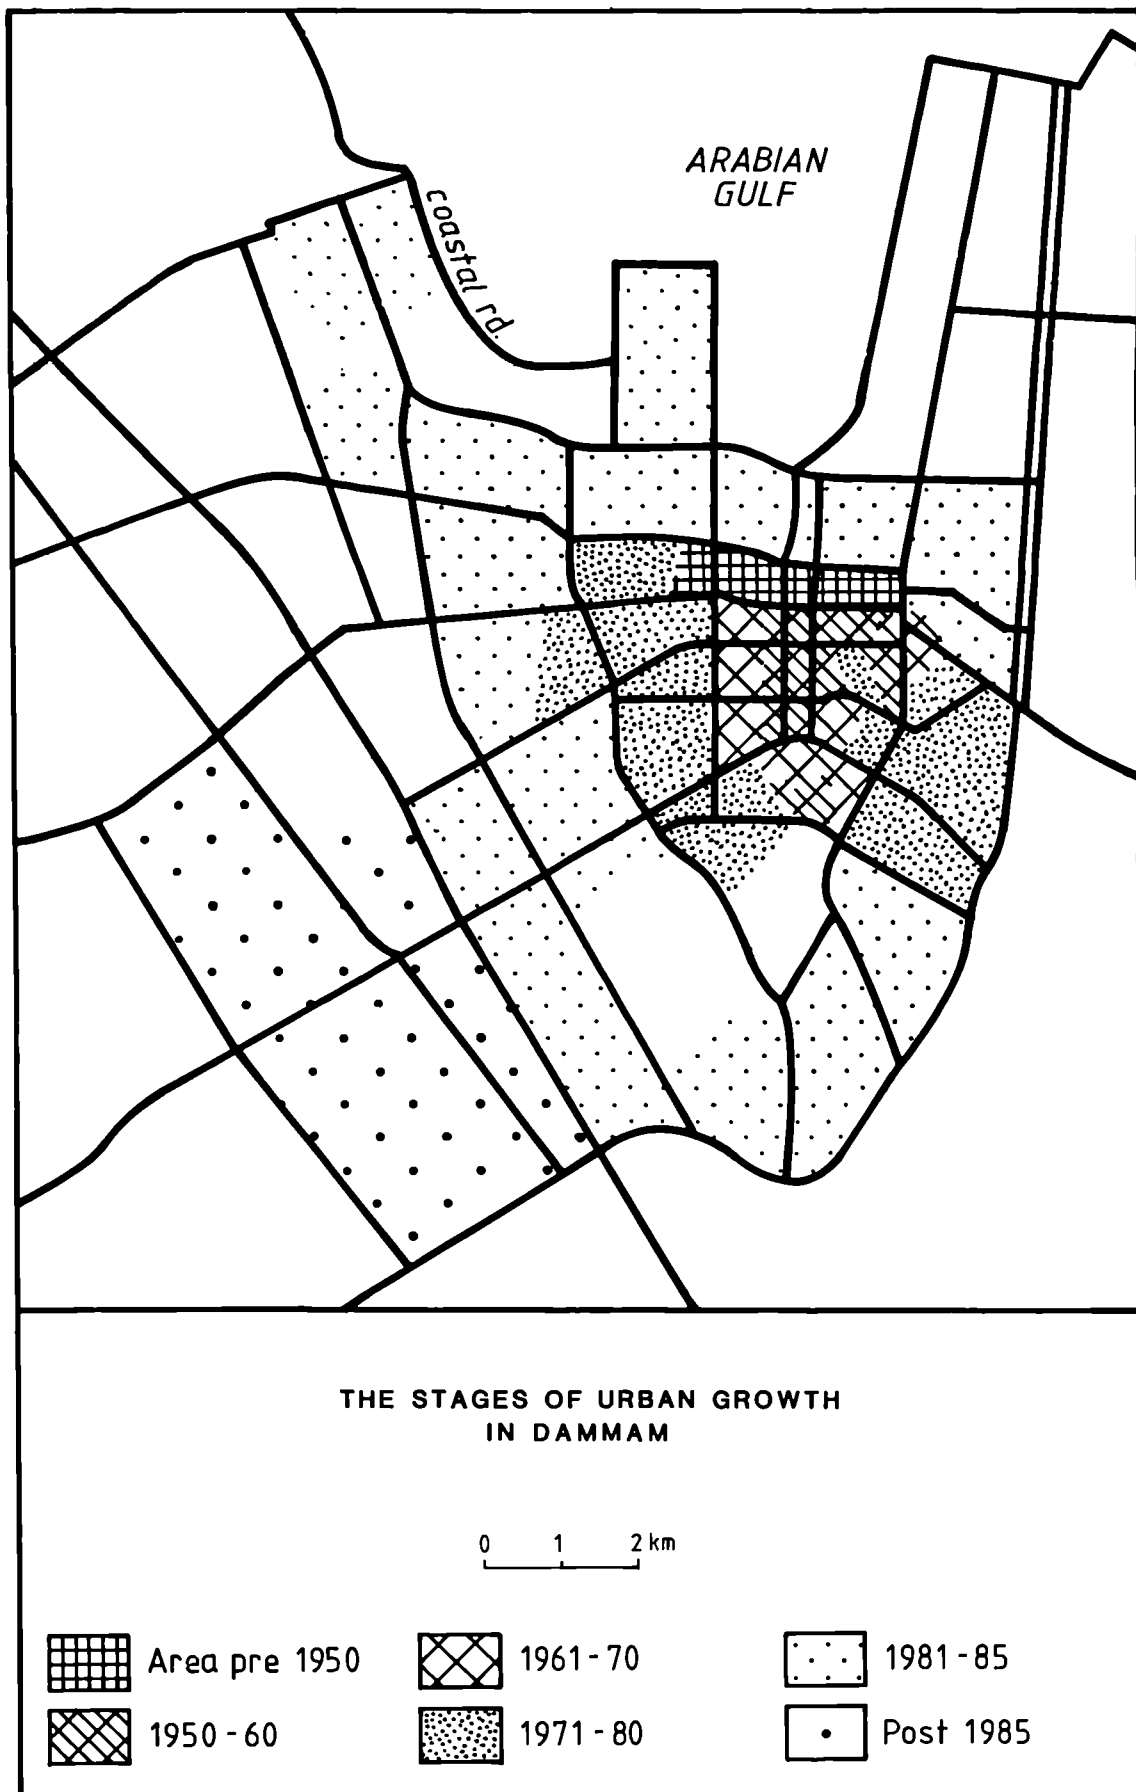 ARABIAN
GULF
coastal rd.
THE STAGES OF URBAN GROWTH
IN DAMMAM
0 1 2 km
Area pre 1950
1961-70
1981-85
1950-60
1971-80
Post 1985